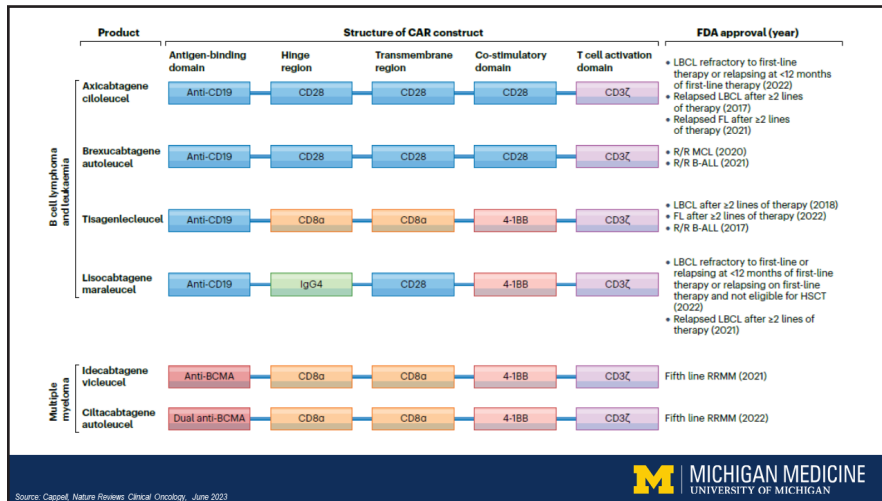 Product
Structure of CAR construct
FDA approval (year)
Antigen-binding
domain
Hinge
region
Transmembrane
region
Co-stimulatory
domain
T cell activation
domain
B cell lymphoma
and leukaemia
Axicabtagene
ciloleucel
Anti-CD19
CD28
CD28
CD28
CD3ζ
• LBCL refractory to first-line
therapy or relapsing at <12 months
of first-line therapy (2022)
• Relapsed LBCL after ≥2 lines
of therapy (2017)
• Relapsed FL after ≥2 lines
of therapy (2021)
Brexucabtagene
autoleucel
Anti-CD19
CD28
CD28
CD28
CD3ζ
• R/R MCL (2020)
• R/R B-ALL (2021)
Tisagenlecleucel
Anti-CD19
CD8α
CD8α
4-1BB
CD3ζ
• LBCL after ≥2 lines of therapy (2018)
• FL after ≥2 lines of therapy (2022)
• R/R B-ALL (2017)
Lisocabtagene
maraleucel
Anti-CD19
IgG4
CD28
4-1BB
CD3ζ
• LBCL refractory to first-line or
relapsing at <12 months of first-line
therapy or relapsing on first-line
therapy and not eligible for HSCT
(2022)
• Relapsed LBCL after ≥2 lines of
therapy (2021)
Multiple
myeloma
Idecabtagene
vicleucel
Anti-BCMA
CD8α
CD8α
4-1BB
CD3ζ
Fifth line RRMM (2021)
Ciltacabtagene
autoleucel
Dual anti-BCMA
CD8α
CD8α
4-1BB
CD3ζ
Fifth line RRMM (2022)
M
MICHIGAN MEDICINE
UNIVERSITY OF MICHIGAN
Source: Cappell, Nature Reviews Clinical Oncology, June 2023